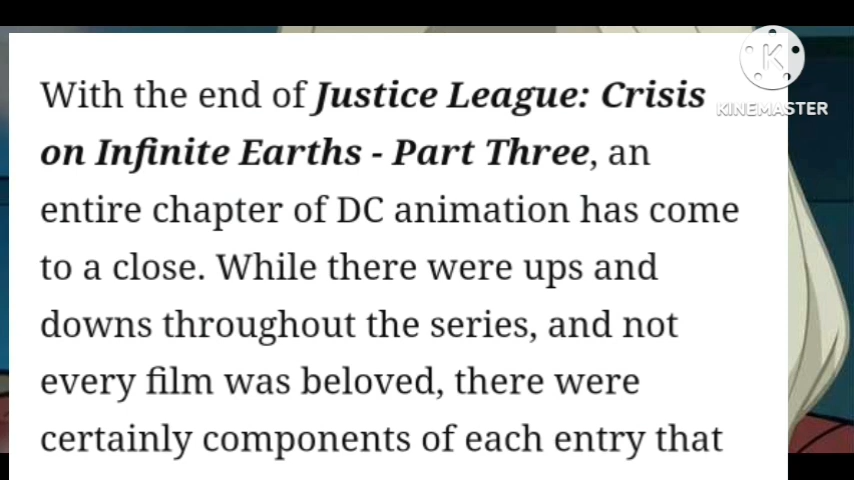 With the end of Justice League: Crisis
on Infinite Earths - Part Three, an
entire chapter of DC animation has come
to a close. While there were ups and
downs throughout the series, and not
every film was beloved, there were
certainly components of each entry that
K
KINEMASTER